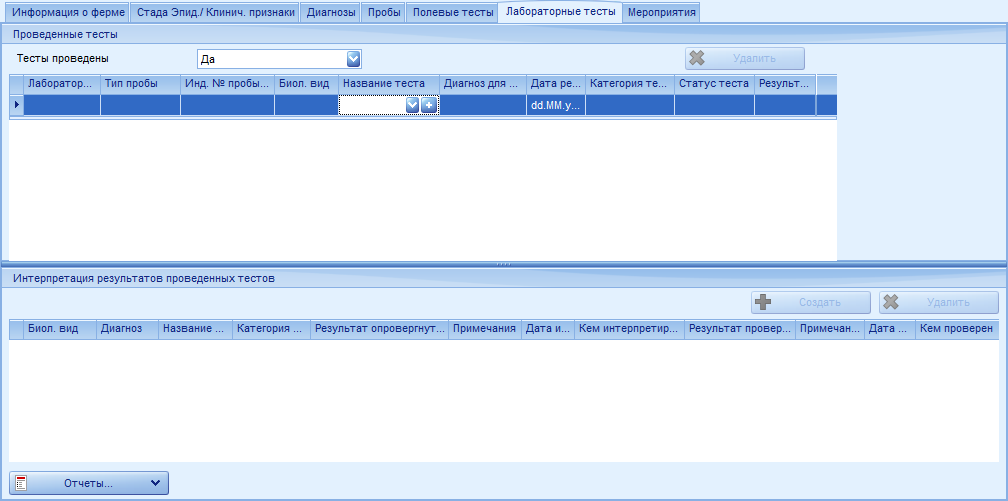 Информация о ферме Стада Эпид./ Клинич. признаки Диагнозы Пробы Полевые тесты Лабораторные тесты Мероприятия
Проведенные тесты
Тесты проведены Да Удалить
Лаборатор... Тип пробы Инд. № пробы... Биол. вид Название теста Диагноз для ... Дата ре... Категория те... Статус теста Результ...
dd.MM.y...
Интерпретация результатов проведенных тестов
Создать Удалить
Биол. вид Диагноз Название ... Категория ... Результат опровергнут... Примечания Дата и... Кем интерпретир... Результат провер... Примечан... Дата ... Кем проверен
Отчеты...